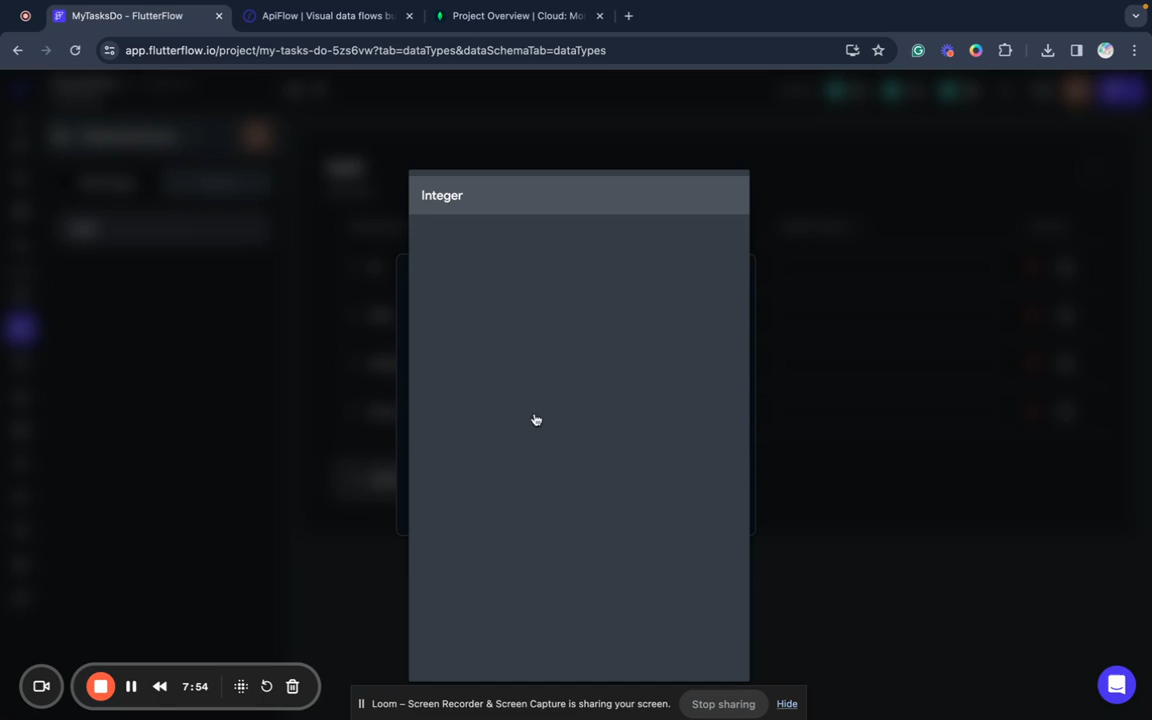 MyTasksDo - FlutterFlow
ApiFlow | Visual data flows bu
Project Overview | Cloud: Mo
app.flutterflow.io/project/my-tasks-do-5zs6vw?tab=dataTypes&dataSchemaTab=dataTypes
Integer
7:54
Loom – Screen Recorder & Screen Capture is sharing your screen.
Stop sharing
Hide